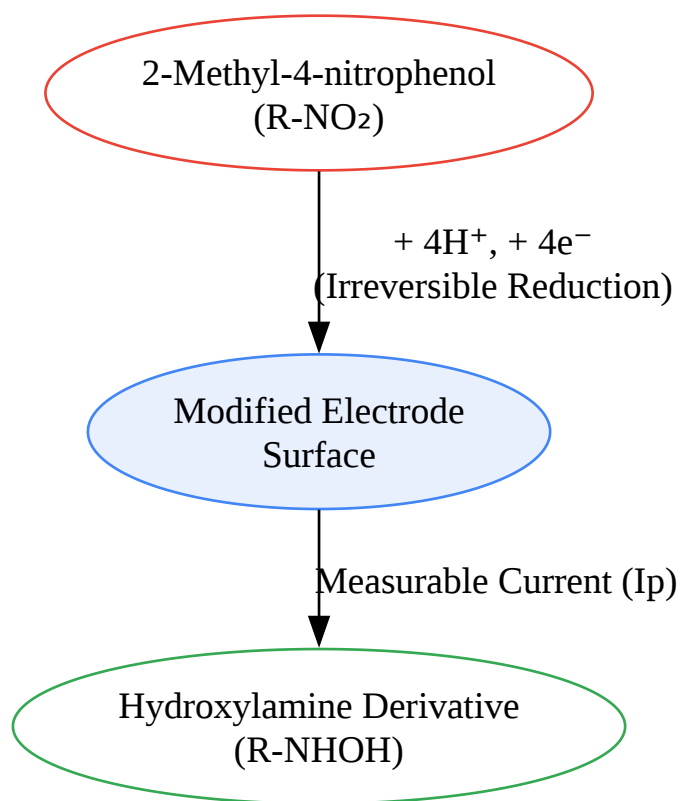 2-Methyl-4-nitrophenol
(R-NO₂)
+ 4H⁺, + 4e⁻
(Irreversible Reduction)
Modified Electrode
Surface
Measurable Current (Ip)
Hydroxylamine Derivative
(R-NHOH)